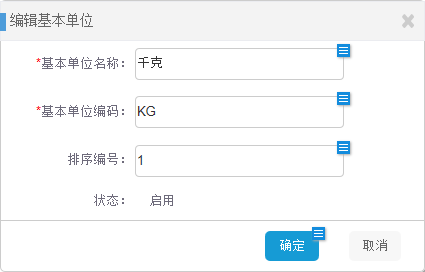 编辑基本单位
*基本单位名称： 千克
*基本单位编码： KG
排序编号： 1
状态： 启用
确定 取消